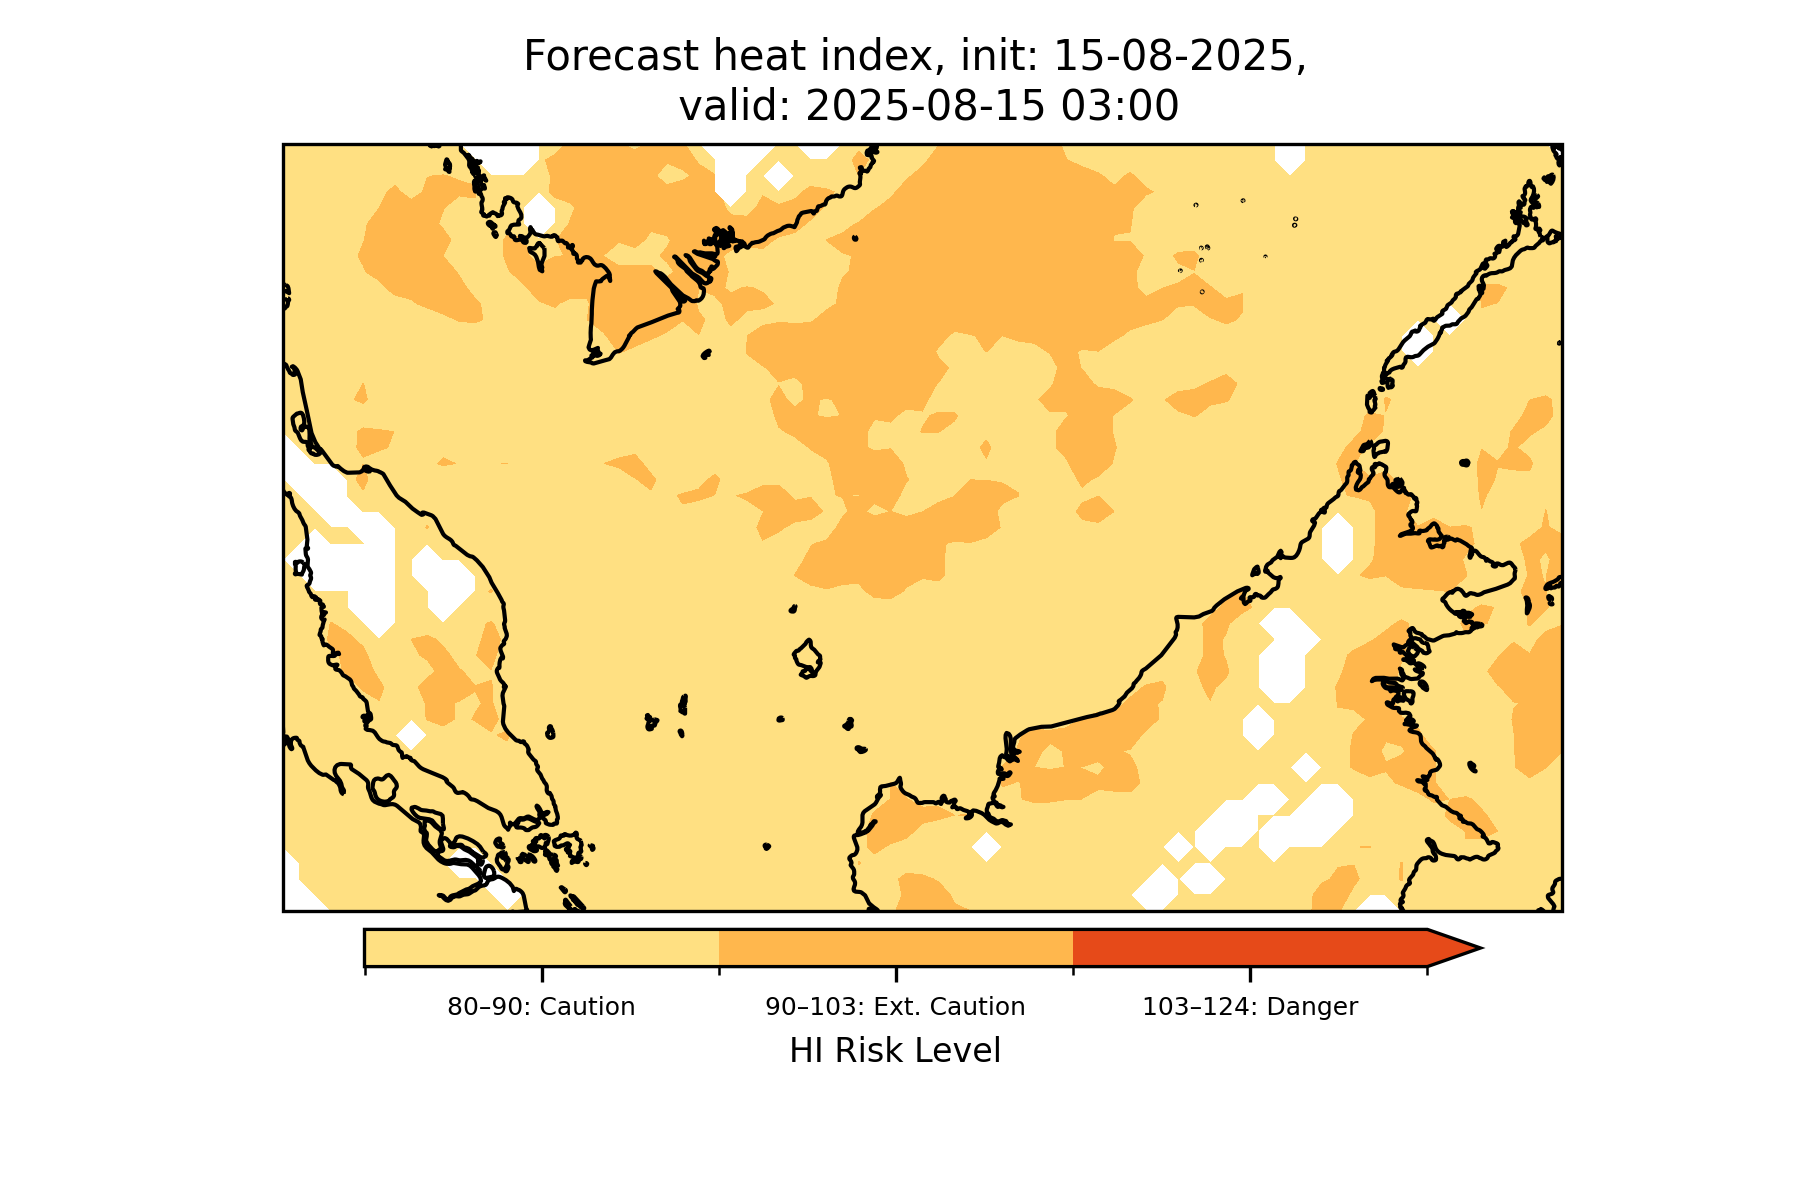 Forecast heat index, init: 15-08-2025,
valid: 2025-08-15 03:00
80–90: Caution
90–103: Ext. Caution
103–124: Danger
HI Risk Level